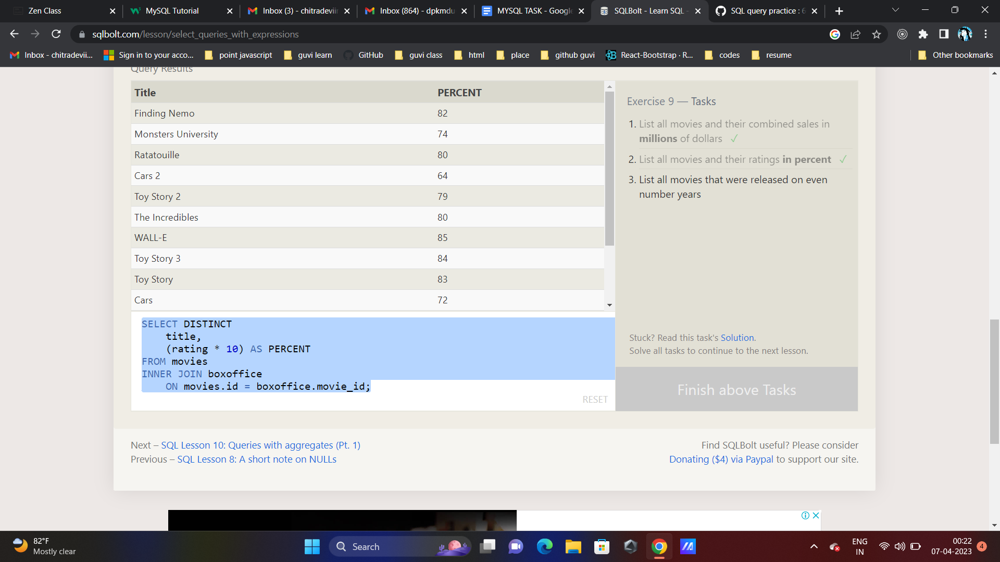 Zen Class
MySQL Tutorial
Inbox (3) - chitradeviin
Inbox (864) - dpkmdu
MYSQL TASK - Google
SQLBolt - Learn SQL -
SQL query practice : 6
sqlbolt.com/lesson/select_queries_with_expressions
Inbox - chitradevii...
Sign in to your acco...
point javascript
guvi learn
GitHub
guvi class
html
place
github guvi
React-Bootstrap · R...
codes
resume
Other bookmarks
Query Results
Title PERCENT
Finding Nemo 82
Monsters University 74
Ratatouille 80
Cars 2 64
Toy Story 2 79
The Incredibles 80
WALL-E 85
Toy Story 3 84
Toy Story 83
Cars 72
SELECT DISTINCT
title,
(rating * 10) AS PERCENT
FROM movies
INNER JOIN boxoffice
ON movies.id = boxoffice.movie_id;
RESET
Exercise 9 — Tasks
1. List all movies and their combined sales in
millions of dollars ✓
2. List all movies and their ratings in percent ✓
3. List all movies that were released on even
number years
Stuck? Read this task's Solution.
Solve all tasks to continue to the next lesson.
Finish above Tasks
Next – SQL Lesson 10: Queries with aggregates (Pt. 1)
Previous – SQL Lesson 8: A short note on NULLs
Find SQLBolt useful? Please consider
Donating ($4) via Paypal to support our site.
82°F
Mostly clear
Search
ENG
IN
00:22
07-04-2023
4